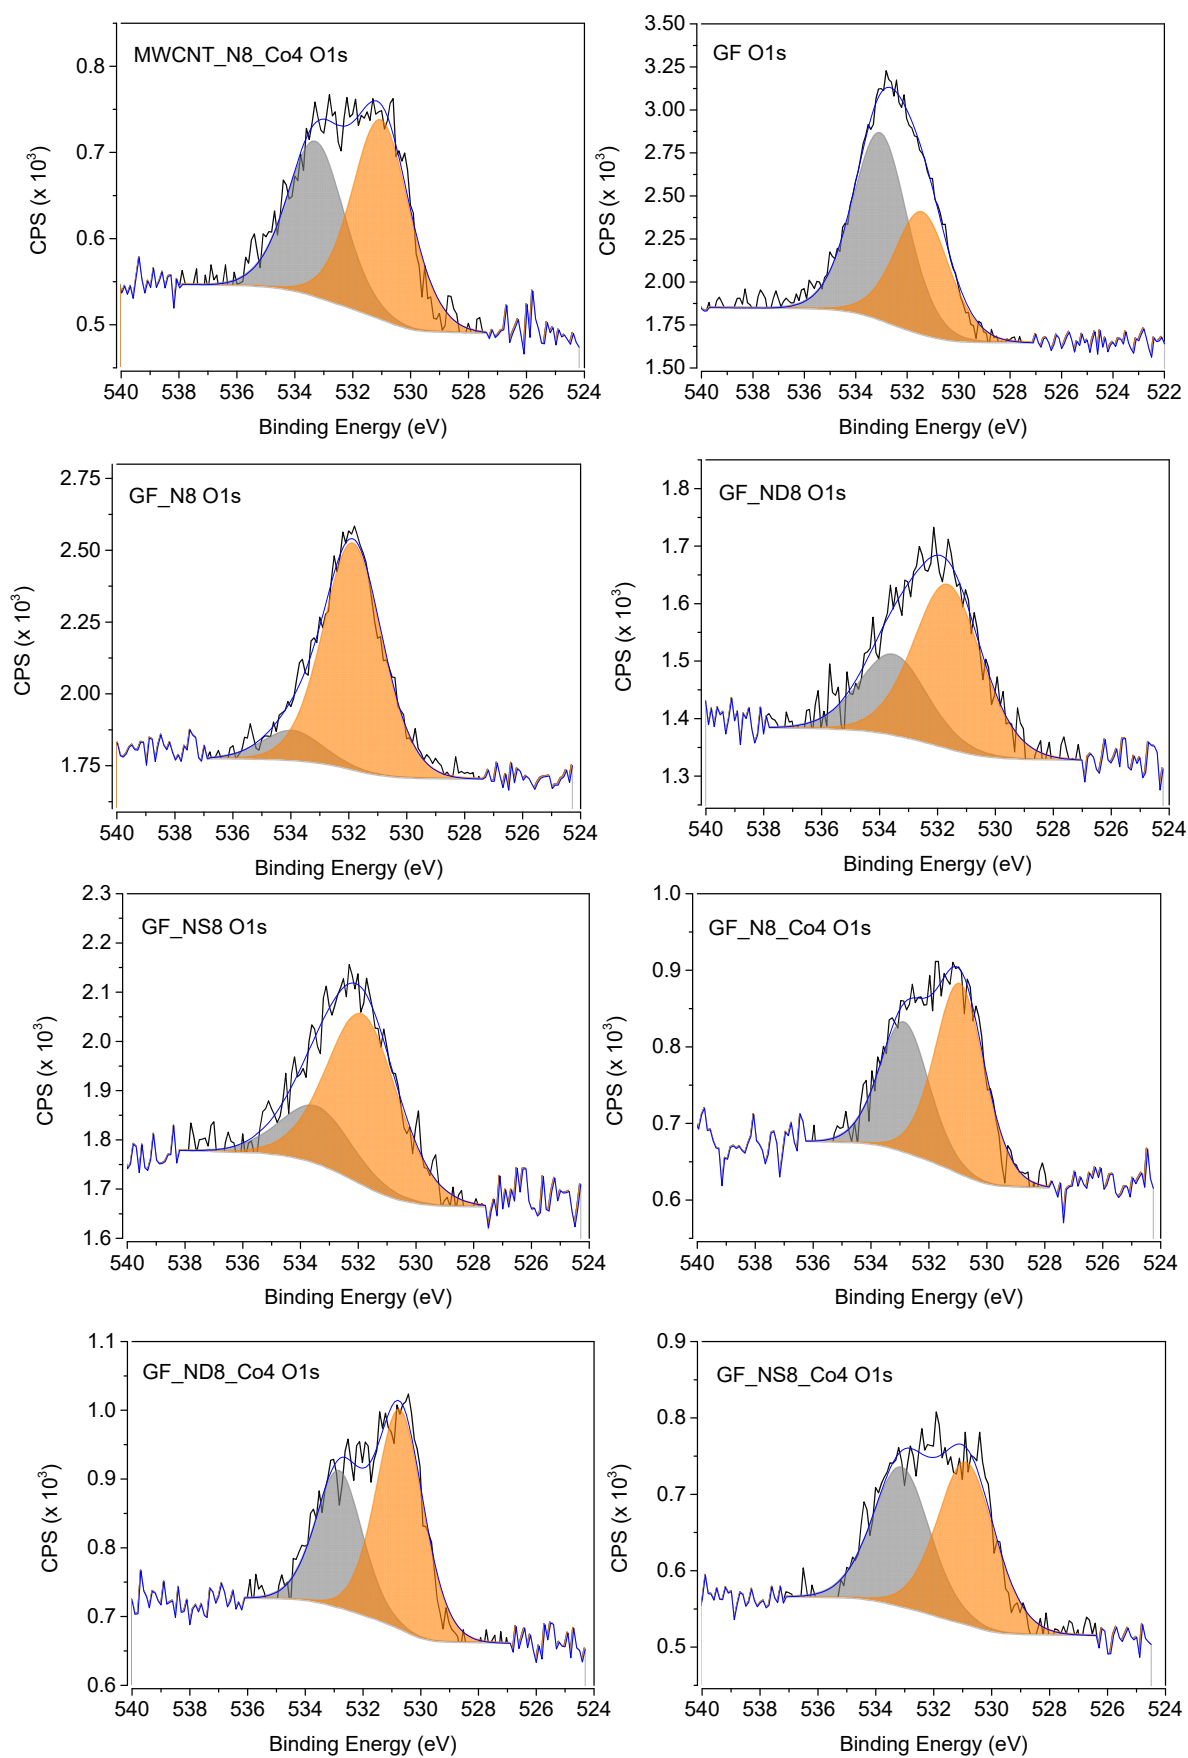 MWCNT_N8_Co4 O1s
0.8
0.7
0.6
0.5
CPS (x 10³)
540 538 536 534 532 530 528 526 524
Binding Energy (eV)
GF O1s
3.50
3.25
3.00
2.75
2.50
2.25
2.00
1.75
1.50
CPS (x 10³)
540 538 536 534 532 530 528 526 524 522
Binding Energy (eV)
GF_N8 O1s
2.75
2.50
2.25
2.00
1.75
CPS (x 10³)
540 538 536 534 532 530 528 526 524
Binding Energy (eV)
GF_ND8 O1s
1.8
1.7
1.6
1.5
1.4
1.3
CPS (x 10³)
540 538 536 534 532 530 528 526 524
Binding Energy (eV)
GF_NS8 O1s
2.3
2.2
2.1
2.0
1.9
1.8
1.7
1.6
CPS (x 10³)
540 538 536 534 532 530 528 526 524
Binding Energy (eV)
GF_N8_Co4 O1s
1.0
0.9
0.8
0.7
0.6
CPS (x 10³)
540 538 536 534 532 530 528 526 524
Binding Energy (eV)
GF_ND8_Co4 O1s
1.1
1.0
0.9
0.8
0.7
0.6
CPS (x 10³)
540 538 536 534 532 530 528 526 524
Binding Energy (eV)
GF_NS8_Co4 O1s
0.9
0.8
0.7
0.6
0.5
CPS (x 10³)
540 538 536 534 532 530 528 526 524
Binding Energy (eV)